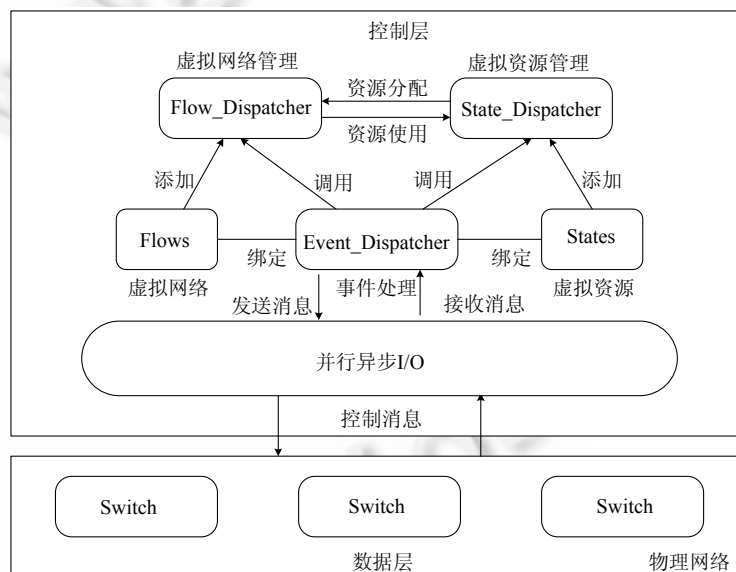 控制层
虚拟网络管理
虚拟资源管理
Flow_Dispatcher
资源分配
State_Dispatcher
资源使用
添加
调用
调用
添加
Flows
Event_Dispatcher
States
绑定
绑定
虚拟网络
事件处理
虚拟资源
发送消息
接收消息
并行异步I/O
控制消息
Switch
Switch
Switch
数据层
物理网络